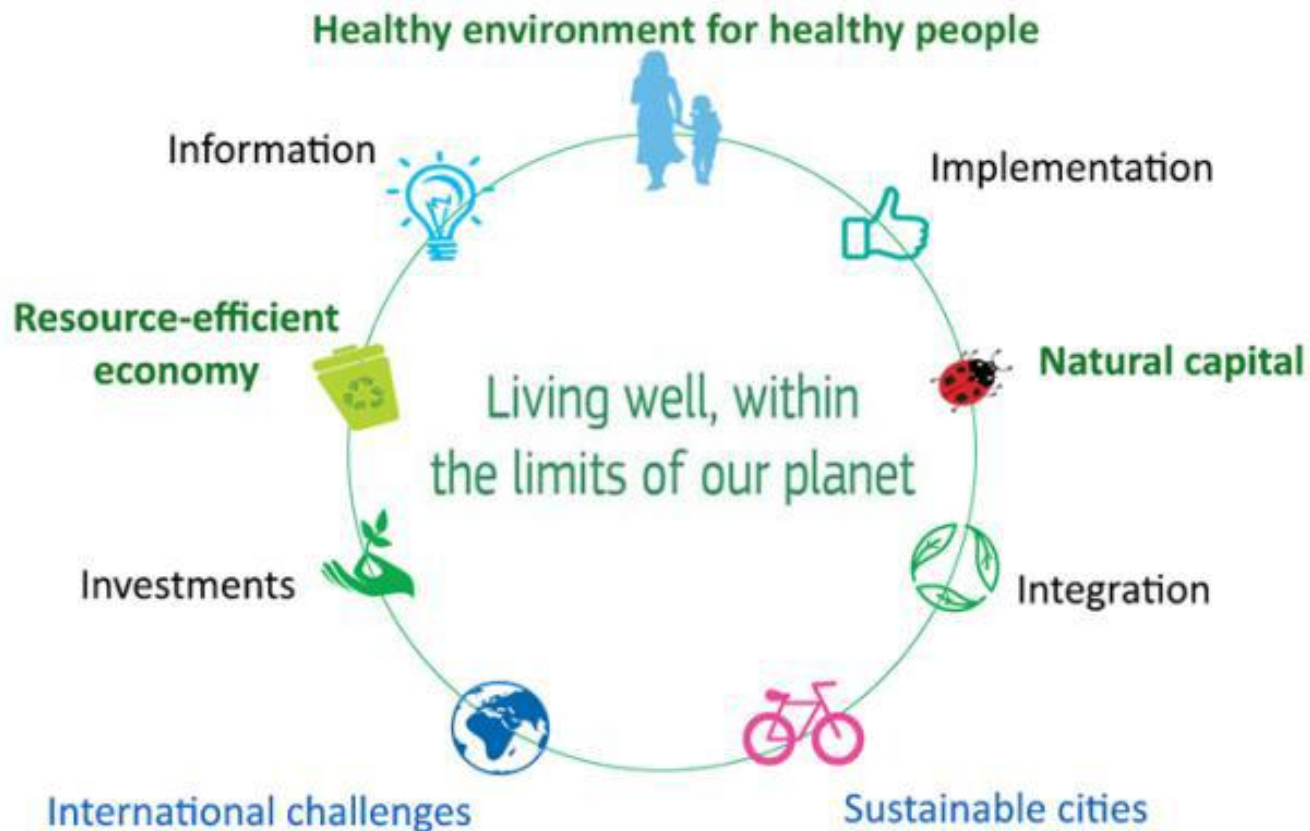 Healthy environment for healthy people
Information
Implementation
Resource-efficient
economy
Natural capital
Living well, within
the limits of our planet
Investments
Integration
International challenges
Sustainable cities